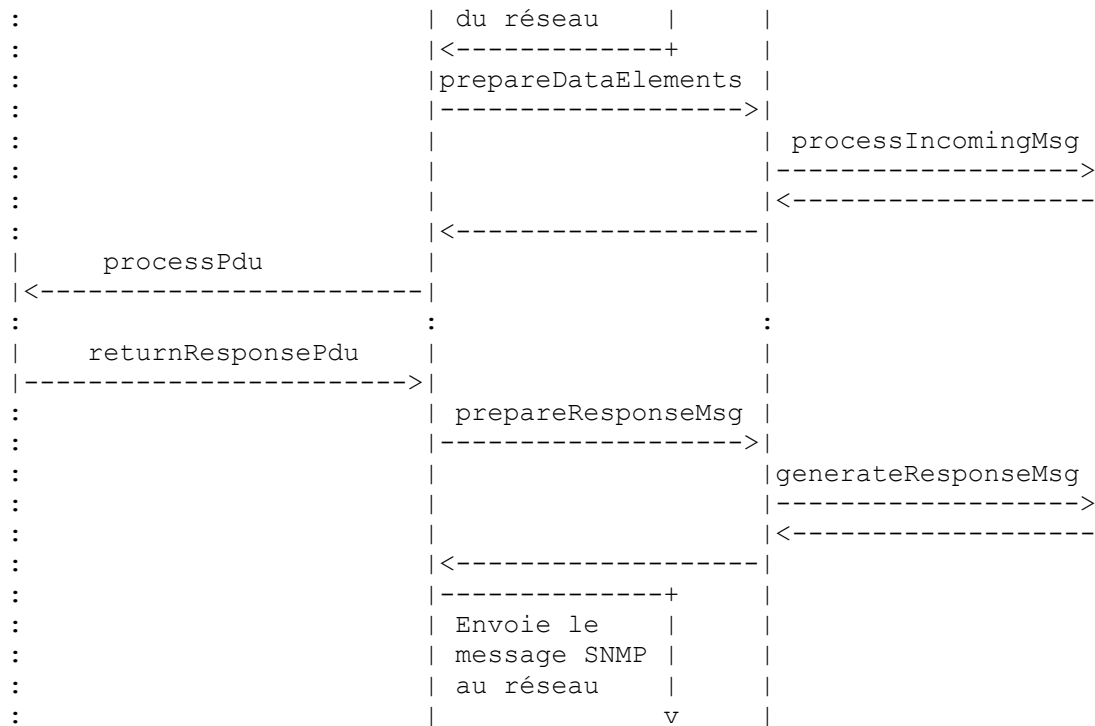 du réseau
prepareDataElements
processIncomingMsg
processPdu
returnResponsePdu
prepareResponseMsg
generateResponseMsg
Envoie le
message SNMP
au réseau
v